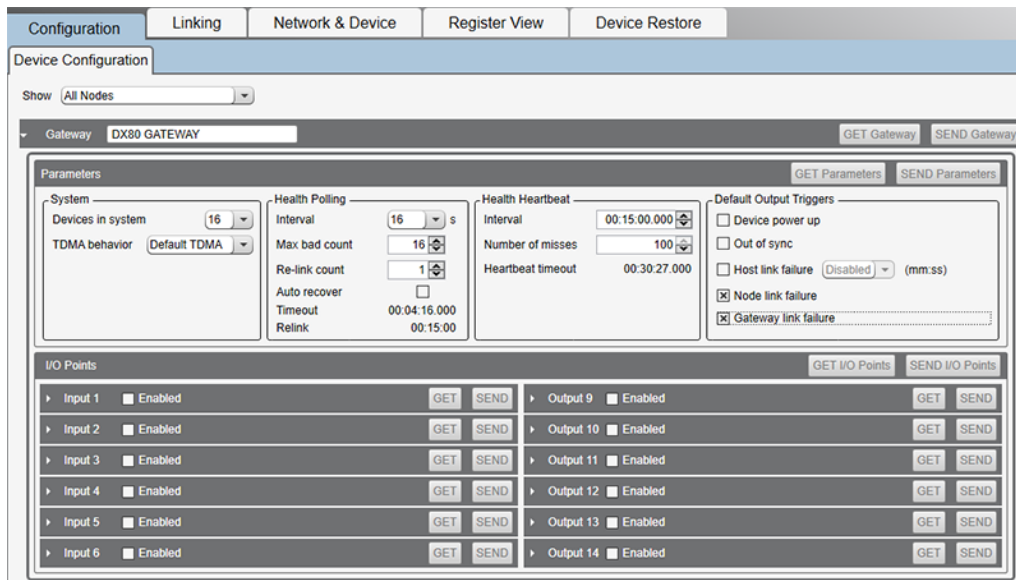 Configuration Linking Network & Device Register View Device Restore
Device Configuration
Show All Nodes
Gateway DX80 GATEWAY GET Gateway SEND Gateway
Parameters GET Parameters SEND Parameters
System
Devices in system 16
TDMA behavior Default TDMA
Health Polling
Interval 16 s
Max bad count 16
Re-link count 1
Auto recover
Timeout 00:04:16.000
Relink 00:15:00
Health Heartbeat
Interval 00:15:00.000
Number of misses 100
Heartbeat timeout 00:30:27.000
Default Output Triggers
Device power up
Out of sync
Host link failure Disabled (mm:ss)
Node link failure
Gateway link failure
I/O Points GET I/O Points SEND I/O Points
Input 1 Enabled GET SEND Output 9 Enabled GET SEND
Input 2 Enabled GET SEND Output 10 Enabled GET SEND
Input 3 Enabled GET SEND Output 11 Enabled GET SEND
Input 4 Enabled GET SEND Output 12 Enabled GET SEND
Input 5 Enabled GET SEND Output 13 Enabled GET SEND
Input 6 Enabled GET SEND Output 14 Enabled GET SEND